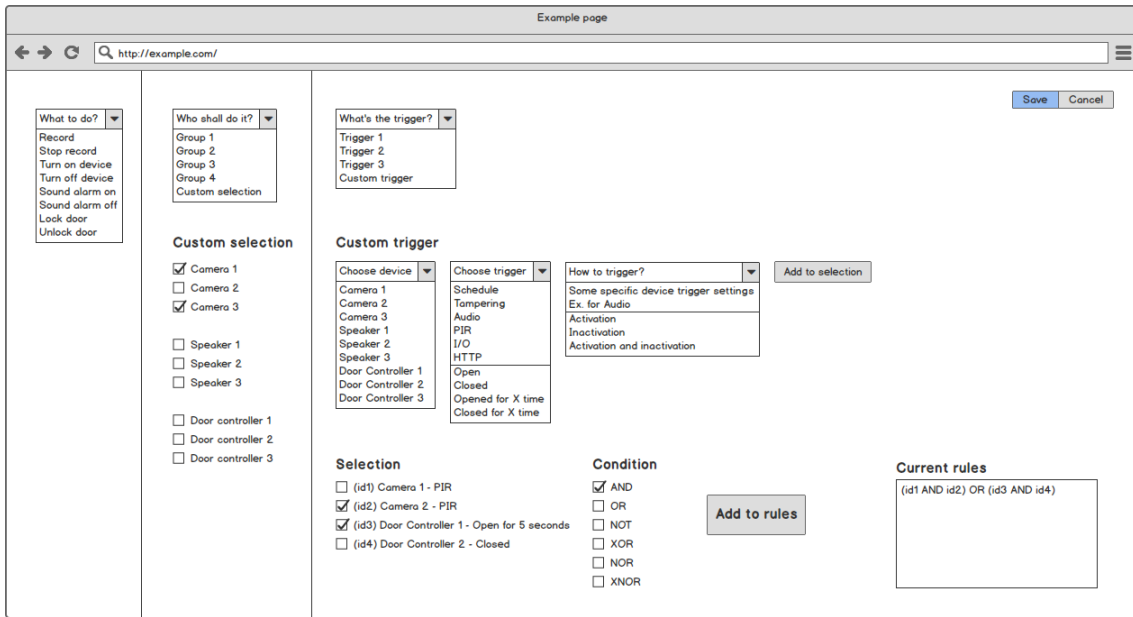 Example page
http://example.com/
Save
Cancel
What to do?
Record
Stop record
Turn on device
Turn off device
Sound alarm on
Sound alarm off
Lock door
Unlock door
Who shall do it?
Group 1
Group 2
Group 3
Group 4
Custom selection
Custom selection
Camera 1
Camera 2
Camera 3
Speaker 1
Speaker 2
Speaker 3
Door controller 1
Door controller 2
Door controller 3
What's the trigger?
Trigger 1
Trigger 2
Trigger 3
Custom trigger
Custom trigger
Choose device
Camera 1
Camera 2
Camera 3
Speaker 1
Speaker 2
Speaker 3
Door Controller 1
Door Controller 2
Door Controller 3
Choose trigger
Schedule
Tampering
Audio
PIR
I/O
HTTP
Open
Closed
Opened for X time
Closed for X time
How to trigger?
Some specific device trigger settings
Ex. for Audio
Activation
Inactivation
Activation and inactivation
Add to selection
Selection
(id1) Camera 1 - PIR
(id2) Camera 2 - PIR
(id3) Door Controller 1 - Open for 5 seconds
(id4) Door Controller 2 - Closed
Condition
AND
OR
NOT
XOR
NOR
XNOR
Add to rules
Current rules
(id1 AND id2) OR (id3 AND id4)